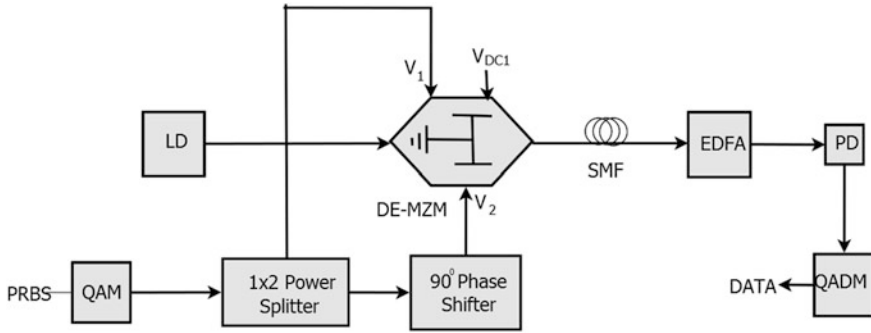 V1
VDC1
LD
EDFA
PD
SMF
DE-MZM
V2
PRBS
QAM
1x2 Power
Splitter
90⁰ Phase
Shifter
DATA
QADM